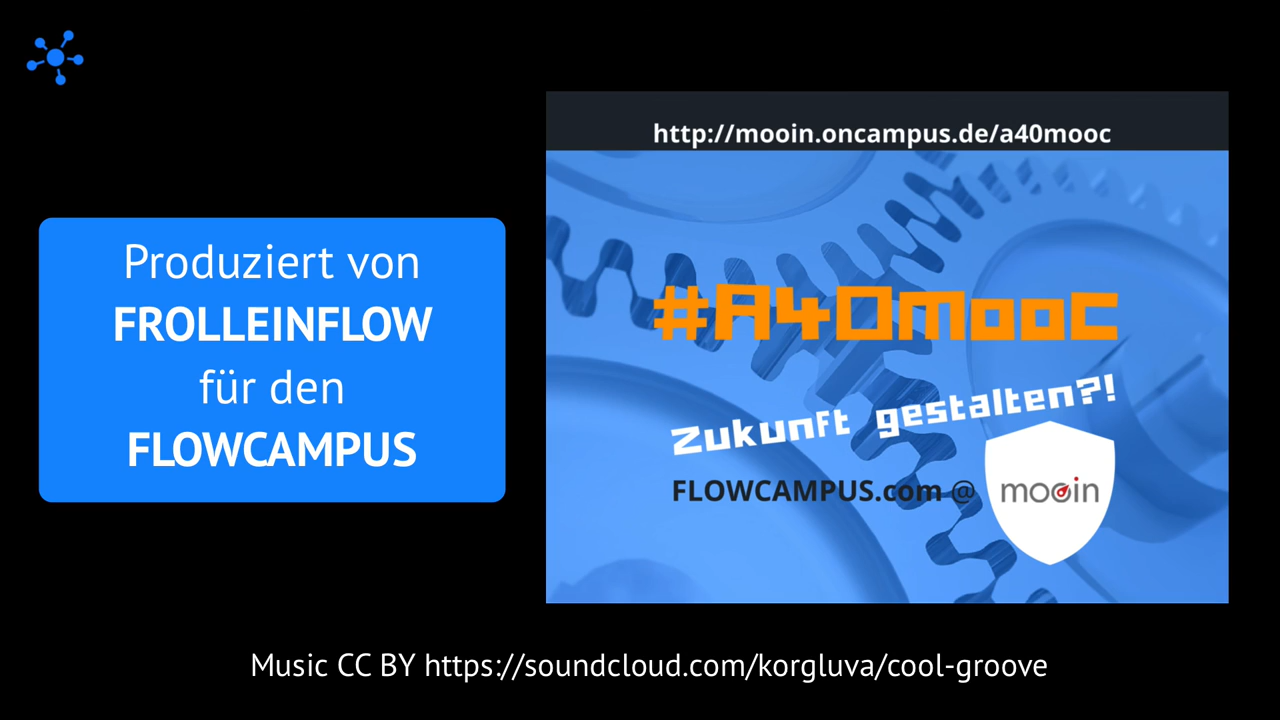 Produziert von
FROLLEINFLOW
für den
FLOWCAMPUS
http://mooin.oncampus.de/a40mooc
#A40MOOC
Zukunft gestalten?!
FLOWCAMPUS.com @
mooin
Music CC BY https://soundcloud.com/korgluva/cool-groove